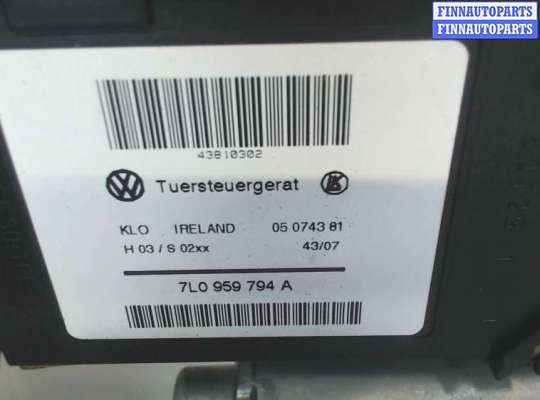 FINNAUTOPARTS
FINNAUTOPARTS
43810302
Tuersteuergerat
KLO IRELAND 05 0743 81
H 03 / S 02xx 43/07
7L0 959 794 A